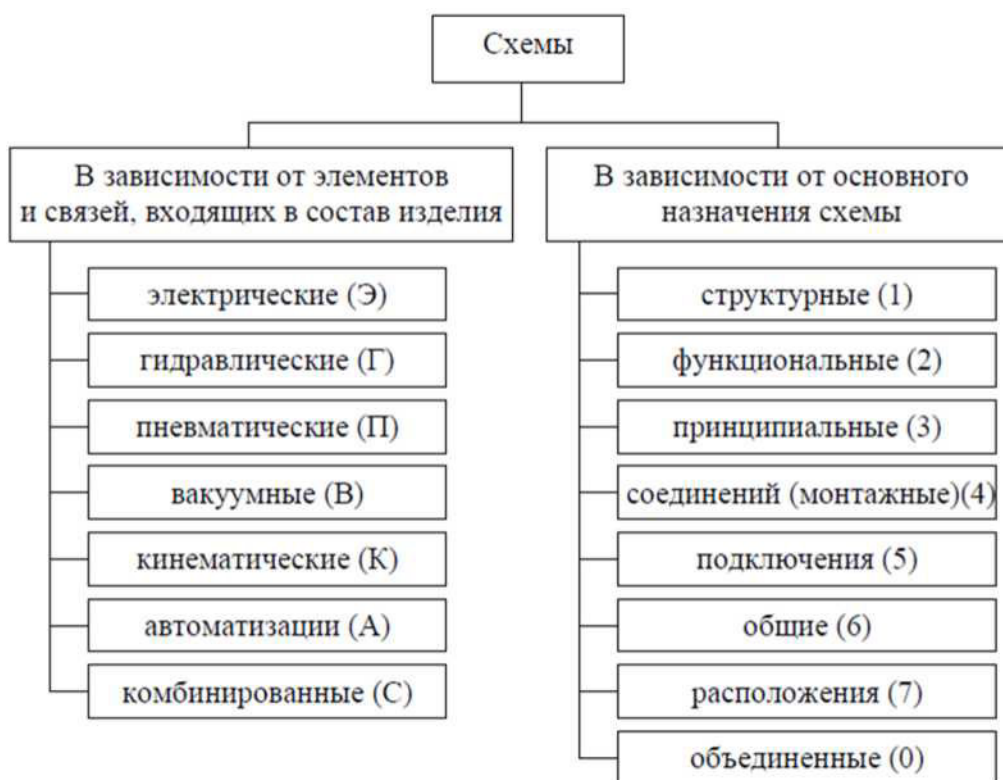 Схемы
В зависимости от элементов
и связей, входящих в состав изделия
электрические (Э)
гидравлические (Г)
пневматические (П)
вакуумные (В)
кинематические (К)
автоматизации (А)
комбинированные (С)
В зависимости от основного
назначения схемы
структурные (1)
функциональные (2)
принципиальные (3)
соединений (монтажные)(4)
подключения (5)
общие (6)
расположения (7)
объединенные (0)